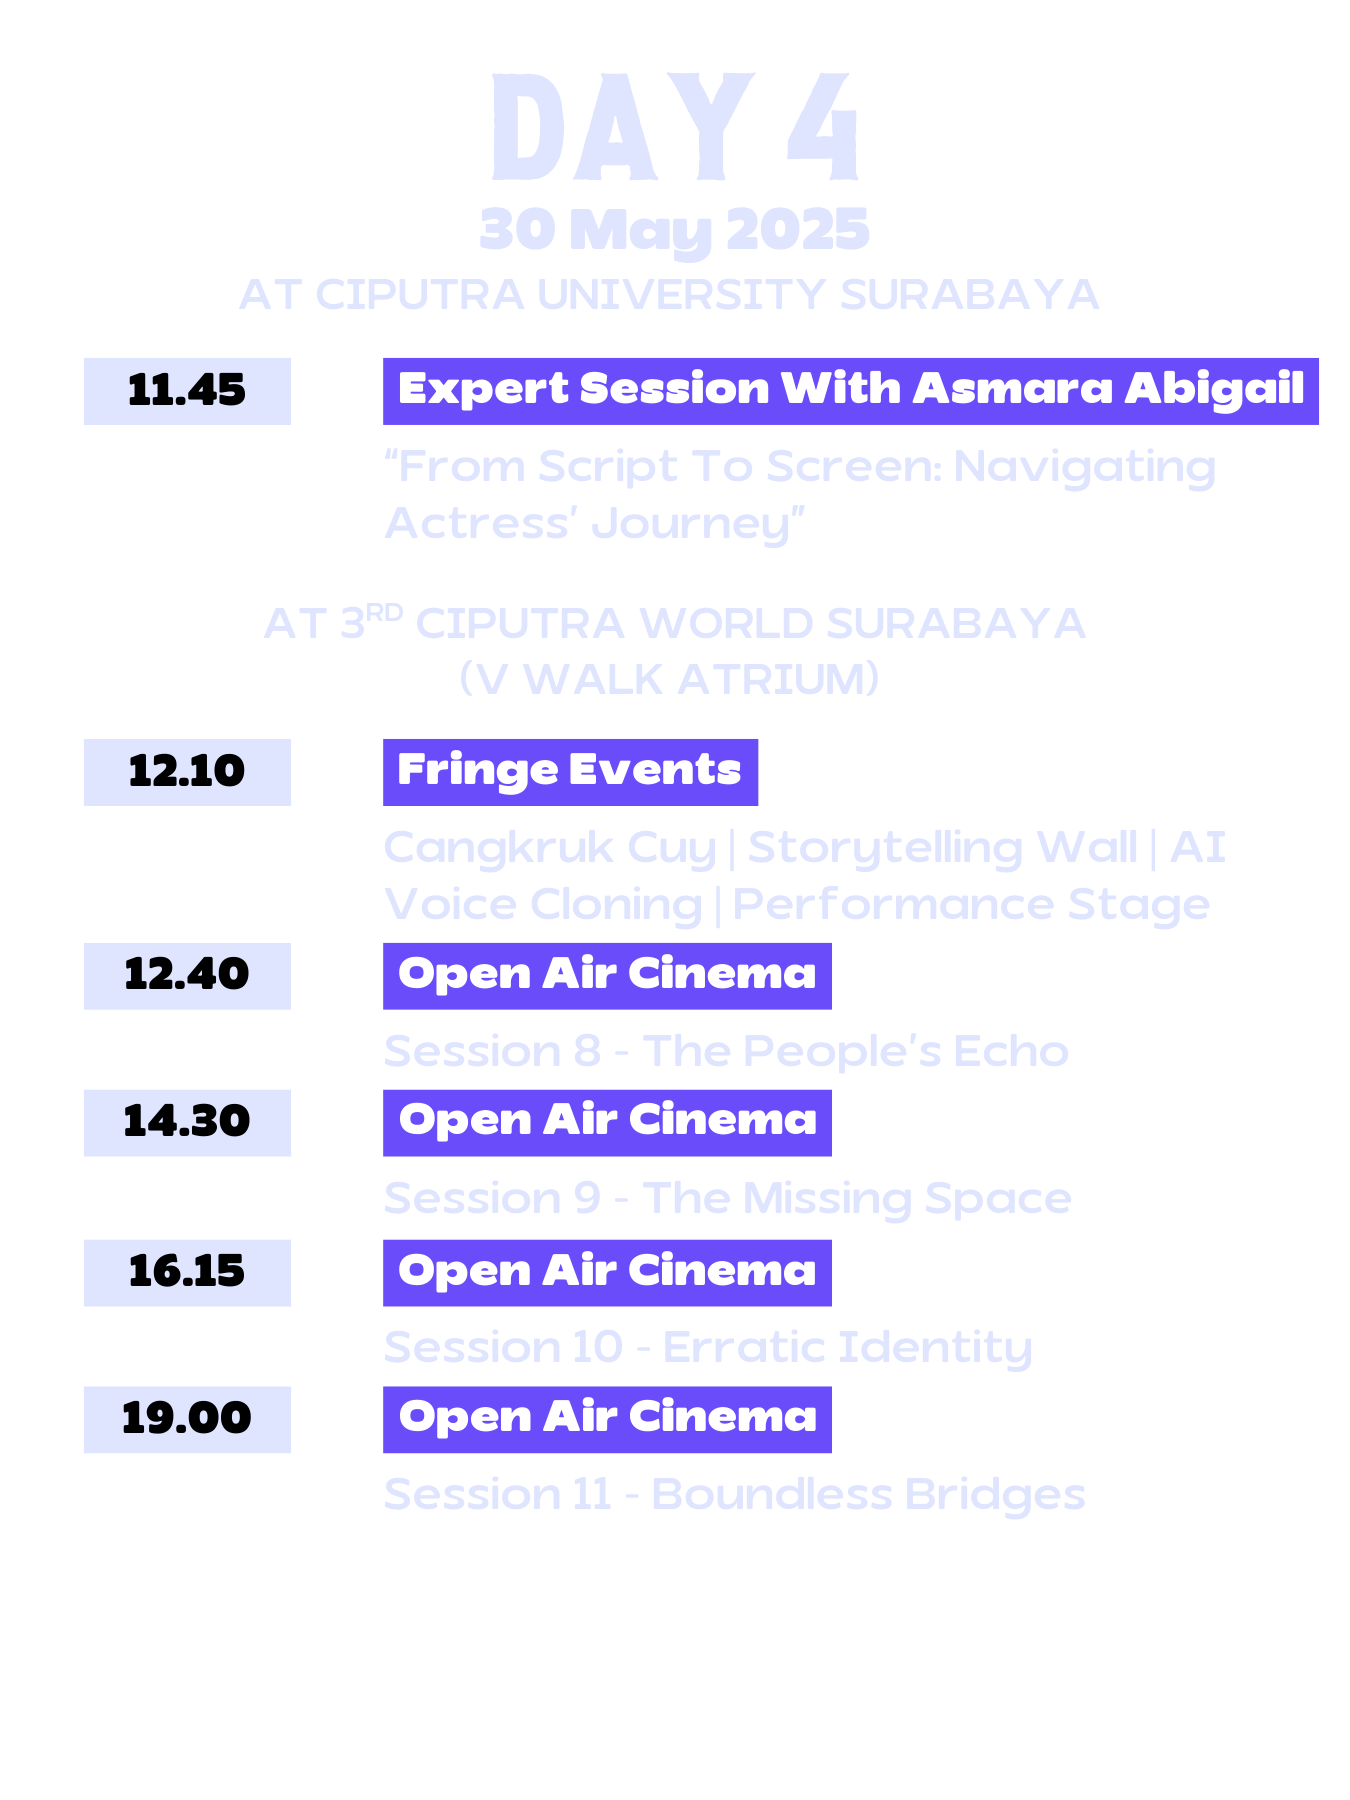 DAY 4
30 May 2025
AT CIPUTRA UNIVERSITY SURABAYA
11.45 Expert Session With Asmara Abigail
“From Script To Screen: Navigating
Actress’ Journey”
AT 3RD CIPUTRA WORLD SURABAYA
(V WALK ATRIUM)
12.10 Fringe Events
Cangkruk Cuy | Storytelling Wall | AI
Voice Cloning | Performance Stage
12.40 Open Air Cinema
Session 8 - The People’s Echo
14.30 Open Air Cinema
Session 9 - The Missing Space
16.15 Open Air Cinema
Session 10 - Erratic Identity
19.00 Open Air Cinema
Session 11 - Boundless Bridges